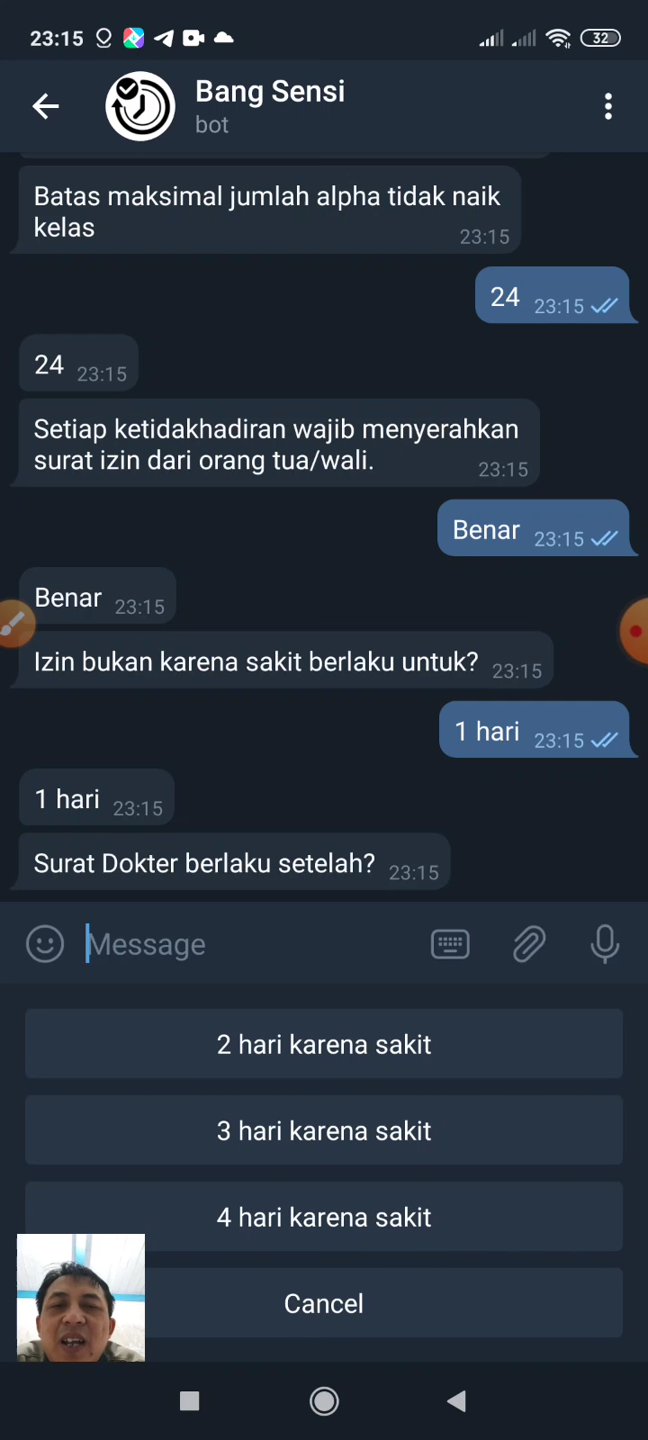 23:15
32
Bang Sensi
bot
Batas maksimal jumlah alpha tidak naik
kelas
23:15
24 23:15
24 23:15
Setiap ketidakhadiran wajib menyerahkan
surat izin dari orang tua/wali.
23:15
Benar 23:15
Benar 23:15
Izin bukan karena sakit berlaku untuk? 23:15
1 hari 23:15
1 hari 23:15
Surat Dokter berlaku setelah? 23:15
Message
2 hari karena sakit
3 hari karena sakit
4 hari karena sakit
Cancel